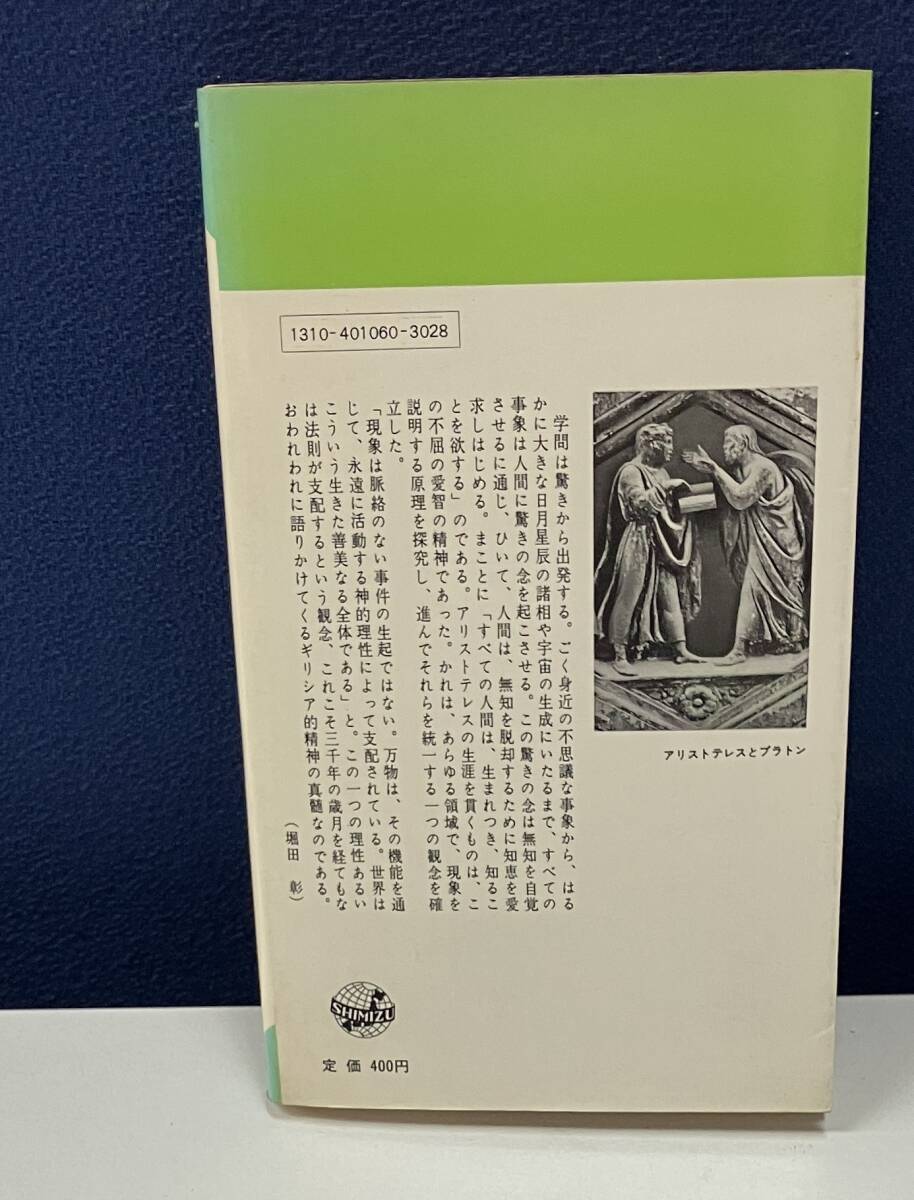 1310-401060-3028
学問は驚きから出発する。ごく身近の不思議な事象から、はる
かに大きな日月星辰の諸相や宇宙の生成にいたるまで、すべての
事象は人間に驚きの念を起こさせる。この驚きの念は無知を自覚
させるに通じ、ひいて、人間は、無知を脱却するために知恵を愛
求しはじめる。まことに「すべての人間は、生まれつき、知るこ
とを欲する」のである。アリストテレスの生涯を貫くものは、こ
の不屈の愛智の精神であった。かれは、あらゆる領域で、現象を
説明する原理を探究し、進んでそれらを統一する一つの観念を確
立した。
「現象は脈絡のない事件の生起ではない。万物は、その機能を通
じて、永遠に活動する神的理性によって支配されている。世界は
こういう生きた善美なる全体である」と。この一つの理性あるい
は法則が支配するという観念、これこそ三千年の歳月を経てもな
おわれわれに語りかけてくるギリシア的精神の真髄なのである。
(堀田 彰)
アリストテレスとプラトン
SHIMIZU
定価 400円